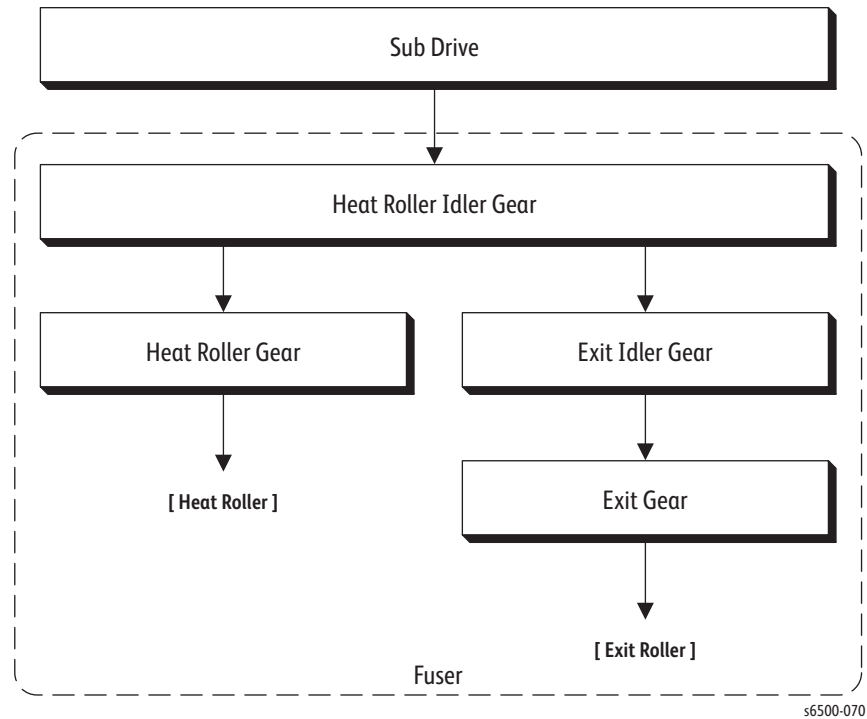 Sub Drive
Heat Roller Idler Gear
Heat Roller Gear
Exit Idler Gear
[ Heat Roller ]
Exit Gear
[ Exit Roller ]
Fuser
s6500-070